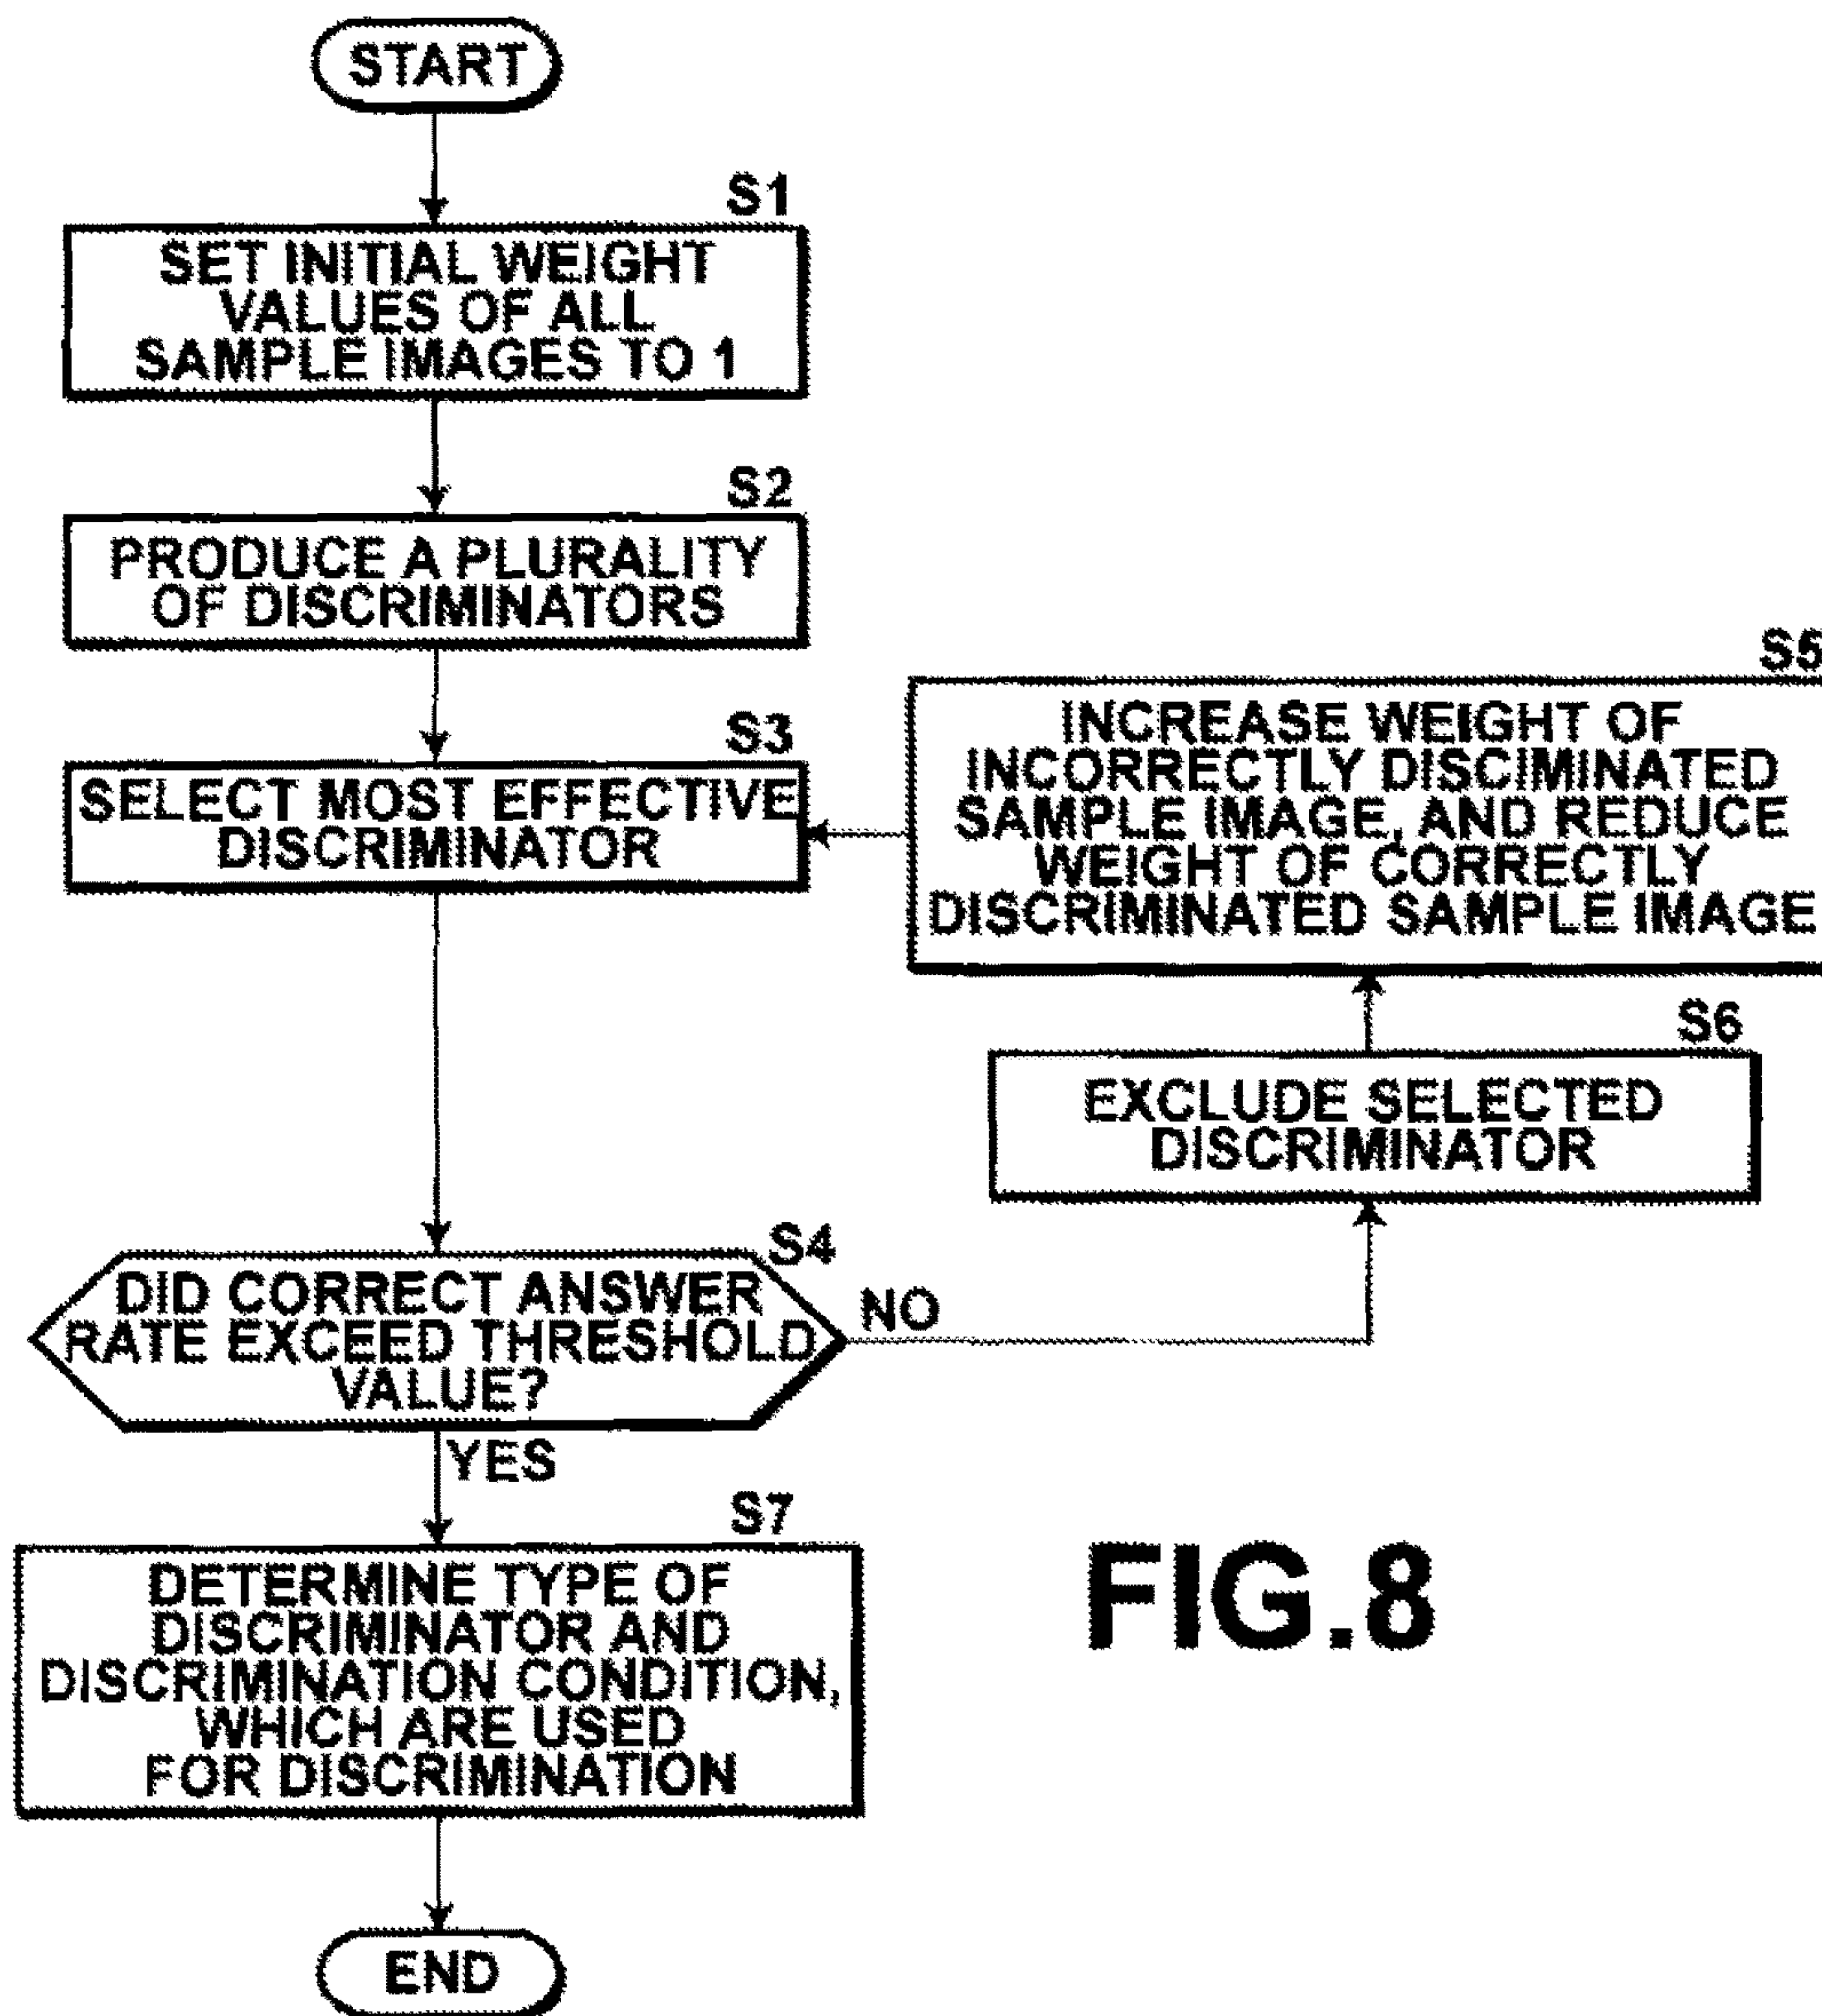 START
S1
SET INITIAL WEIGHT
VALUES OF ALL
SAMPLE IMAGES TO 1
S2
PRODUCE A PLURALITY
OF DISCRIMINATORS
S3
SELECT MOST EFFECTIVE
DISCRIMINATOR
S5
INCREASE WEIGHT OF
INCORRECTLY DISCIMINATED
SAMPLE IMAGE, AND REDUCE
WEIGHT OF CORRECTLY
DISCRIMINATED SAMPLE IMAGE
S6
EXCLUDE SELECTED
DISCRIMINATOR
S4
DID CORRECT ANSWER
RATE EXCEED THRESHOLD
VALUE?
NO
YES
S7
DETERMINE TYPE OF
DISCRIMINATOR AND
DISCRIMINATION CONDITION,
WHICH ARE USED
FOR DISCRIMINATION
END
FIG.8